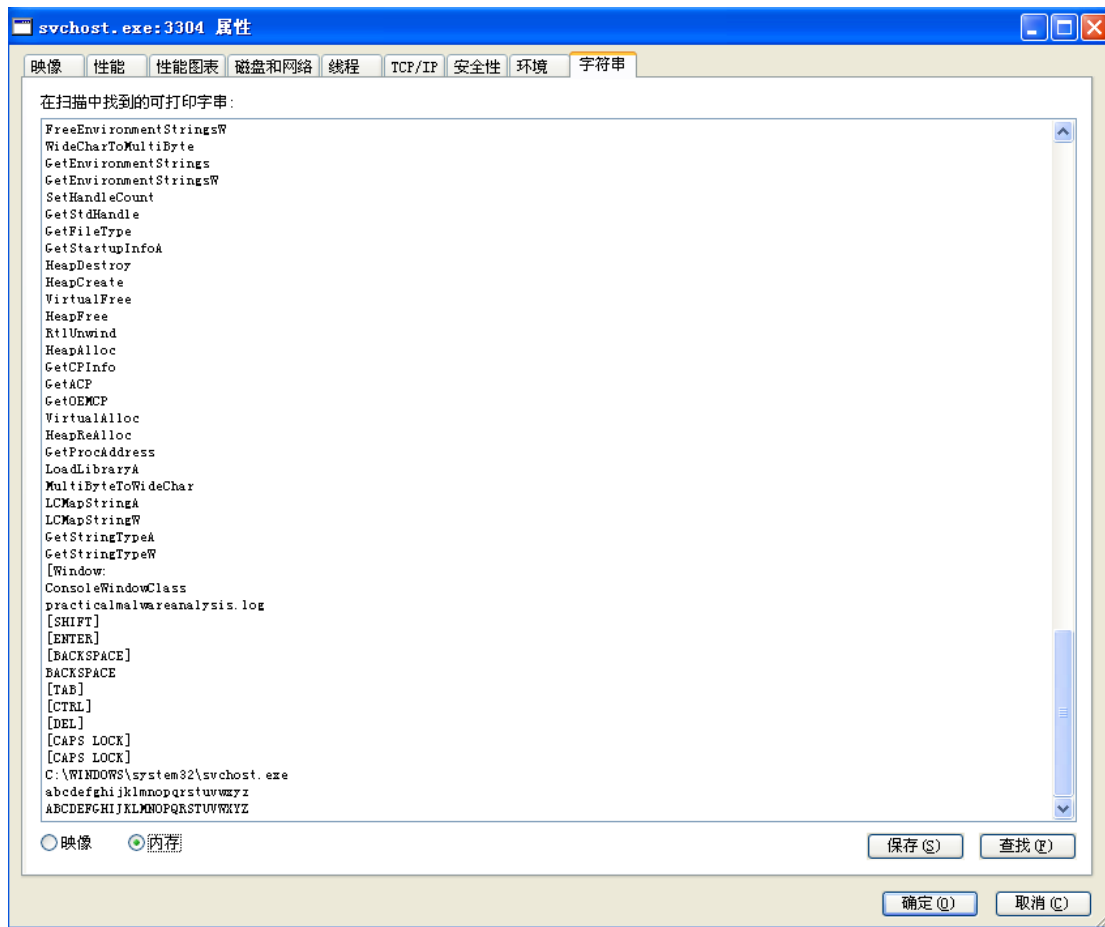 svchost.exe:3304 属性
映像 性能 性能图表 磁盘和网络 线程 TCP/IP 安全性 环境 字符串
在扫描中找到的可打印字串:
FreeEnvironmentStringsW
WideCharToMultiByte
GetEnvironmentStrings
GetEnvironmentStringsW
SetHandleCount
GetStdHandle
GetFileType
GetStartupInfoA
HeapDestroy
HeapCreate
VirtualFree
HeapFree
RtlUnwind
HeapAlloc
GetCPInfo
GetACP
GetOEMCP
VirtualAlloc
HeapReAlloc
GetProcAddress
LoadLibraryA
MultiByteToWideChar
LCMapStringA
LCMapStringW
GetStringTypeA
GetStringTypeW
[Window:
ConsoleWindowClass
practicalmalwareanalysis.log
[SHIFT]
[ENTER]
[BACKSPACE]
BACKSPACE
[TAB]
[CTRL]
[DEL]
[CAPS LOCK]
[CAPS LOCK]
C:\WINDOWS\system32\svchost.exe
abcdefghijklmnopqrstuvwxyz
ABCDEFGHIJKLMNOPQRSTUVWXYZ
映像 内存 保存(S) 查找(F)
确定(O) 取消(C)